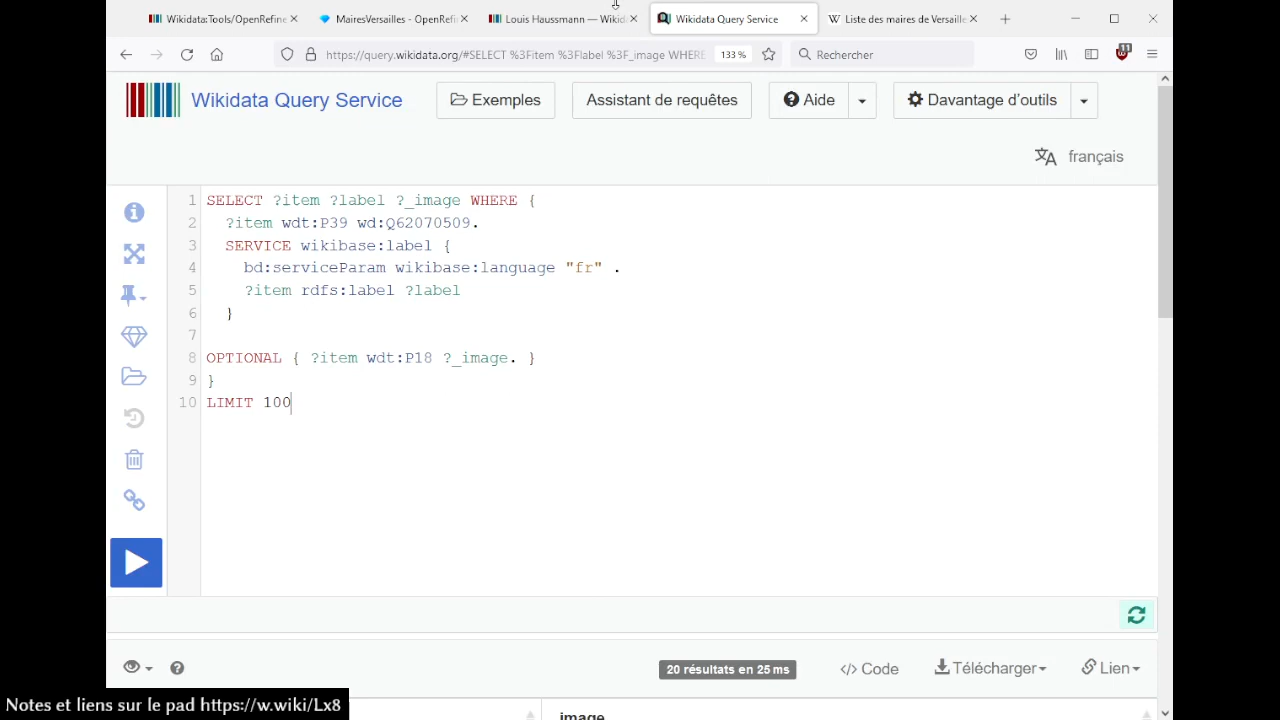 Wikidata:Tools/OpenRefine
MairesVersailles - OpenRefi
Louis Haussmann — Wikid
Wikidata Query Service
Liste des maires de Versaille
https://query.wikidata.org/#SELECT %3Fitem %3Flabel %3F_image WHERE
133 %
Rechercher
11
Wikidata Query Service
Exemples
Assistant de requêtes
Aide
Davantage d’outils
français
1 SELECT ?item ?label ?_image WHERE {
2 ?item wdt:P39 wd:Q62070509.
3 SERVICE wikibase:label {
4 bd:serviceParam wikibase:language "fr" .
5 ?item rdfs:label ?label
6 }
7
8 OPTIONAL { ?item wdt:P18 ?_image. }
9 }
10 LIMIT 100
20 résultats en 25 ms
</> Code
Télécharger
Lien
image
Notes et liens sur le pad https://w.wiki/Lx8